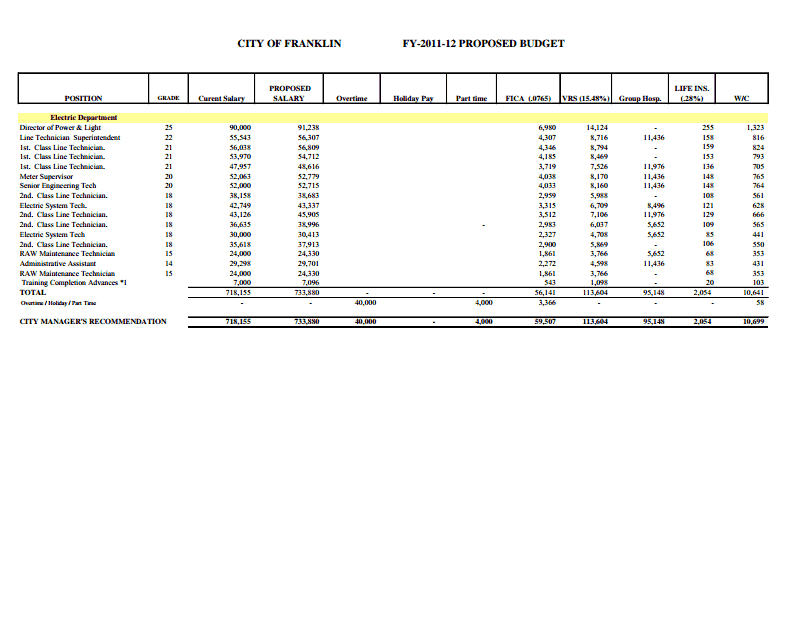 CITY OF FRANKLIN FY-2011-12 PROPOSED BUDGET
POSITION GRADE Curent Salary PROPOSED SALARY Overtime Holiday Pay Part time FICA (.0765) VRS (15.48%) Group Hosp. LIFE INS. (.28%) W/C
Electric Department
Director of Power & Light 25 90,000 91,238 6,980 14,124 - 255 1,323
Line Technician Superintendent 22 55,543 56,307 4,307 8,716 11,436 158 816
1st. Class Line Technician. 21 56,038 56,809 4,346 8,794 - 159 824
1st. Class Line Technician. 21 53,970 54,712 4,185 8,469 - 153 793
1st. Class Line Technician. 21 47,957 48,616 3,719 7,526 11,976 136 705
Meter Supervisor 20 52,063 52,779 4,038 8,170 11,436 148 765
Senior Engineering Tech 20 52,000 52,715 4,033 8,160 11,436 148 764
2nd. Class Line Technician. 18 38,158 38,683 2,959 5,988 - 108 561
Electric System Tech. 18 42,749 43,337 3,315 6,709 8,496 121 628
2nd. Class Line Technician. 18 43,126 45,905 3,512 7,106 11,976 129 666
2nd. Class Line Technician. 18 36,635 38,996 - 2,983 6,037 5,652 109 565
Electric System Tech 18 30,000 30,413 2,327 4,708 5,652 85 441
2nd. Class Line Technician. 18 35,618 37,913 2,900 5,869 - 106 550
RAW Maintenance Technician 15 24,000 24,330 1,861 3,766 5,652 68 353
Administrative Assistant 14 29,298 29,701 2,272 4,598 11,436 83 431
RAW Maintenance Technician 15 24,000 24,330 1,861 3,766 - 68 353
Training Completion Advances *1 7,000 7,096 543 1,098 - 20 103
TOTAL 718,155 733,880 - - - 56,141 113,604 95,148 2,054 10,641
Overtime / Holiday / Part Time - - 40,000 4,000 3,366 - - - 58
CITY MANAGER'S RECOMMENDATION 718,155 733,880 40,000 - 4,000 59,507 113,604 95,148 2,054 10,699